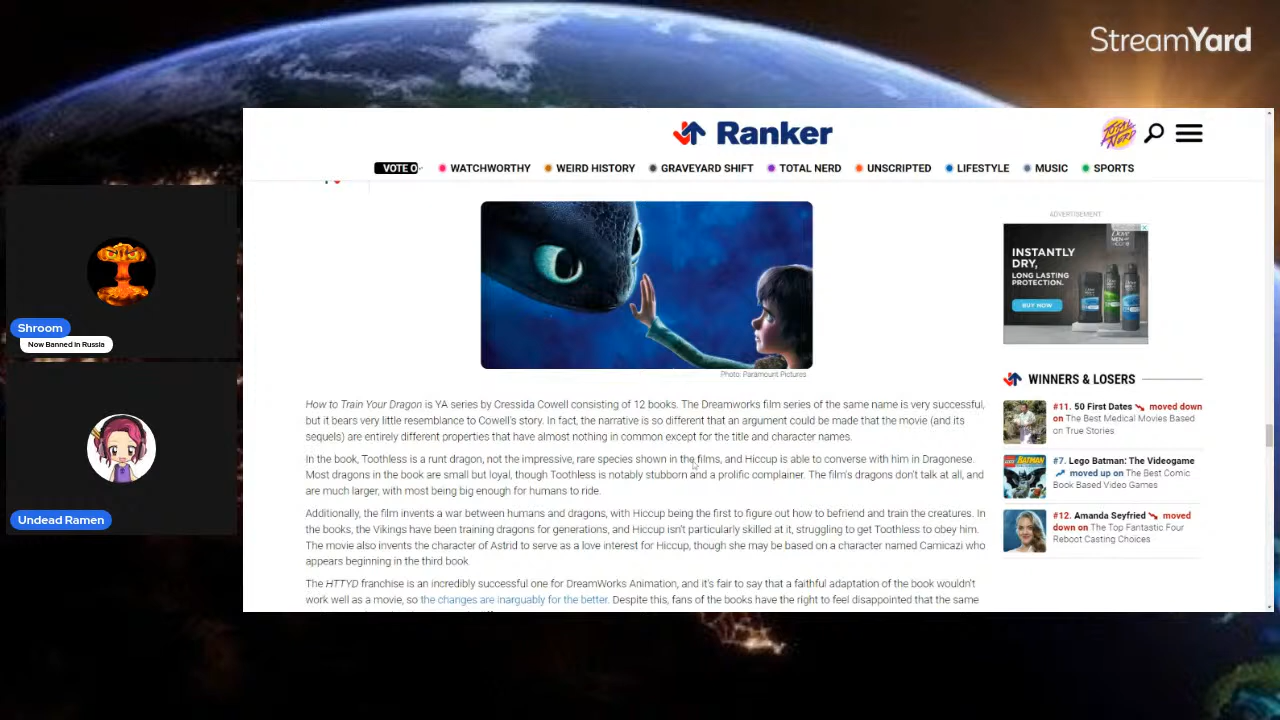 StreamYard
Ranker
TOTAL NERD
VOTE O
WATCHWORTHY
WEIRD HISTORY
GRAVEYARD SHIFT
TOTAL NERD
UNSCRIPTED
LIFESTYLE
MUSIC
SPORTS
Shroom
Now Banned in Russia
Undead Ramen
Photo: Paramount Pictures
How to Train Your Dragon is YA series by Cressida Cowell consisting of 12 books. The Dreamworks film series of the same name is very successful,
but it bears very little resemblance to Cowell's story. In fact, the narrative is so different that an argument could be made that the movie (and its
sequels) are entirely different properties that have almost nothing in common except for the title and character names.
In the book, Toothless is a runt dragon, not the impressive, rare species shown in the films, and Hiccup is able to converse with him in Dragonese.
Most dragons in the book are small but loyal, though Toothless is notably stubborn and a prolific complainer. The film's dragons don't talk at all, and
are much larger, with most being big enough for humans to ride.
Additionally, the film invents a war between humans and dragons, with Hiccup being the first to figure out how to befriend and train the creatures. In
the books, the Vikings have been training dragons for generations, and Hiccup isn't particularly skilled at it, struggling to get Toothless to obey him.
The movie also invents the character of Astrid to serve as a love interest for Hiccup, though she may be based on a character named Camicazi who
appears beginning in the third book
The HTTYD franchise is an incredibly successful one for DreamWorks Animation, and it's fair to say that a faithful adaptation of the book wouldn't
work well as a movie, so the changes are inarguably for the better. Despite this, fans of the books have the right to feel disappointed that the same
ADVERTISEMENT
INSTANTLY
DRY,
LONG LASTING
PROTECTION.
BUY NOW
WINNERS & LOSERS
#11. 50 First Dates moved down
on The Best Medical Movies Based
on True Stories
#7. Lego Batman: The Videogame
moved up on The Best Comic
Book Based Video Games
#12. Amanda Seyfried moved
down on The Top Fantastic Four
Reboot Casting Choices